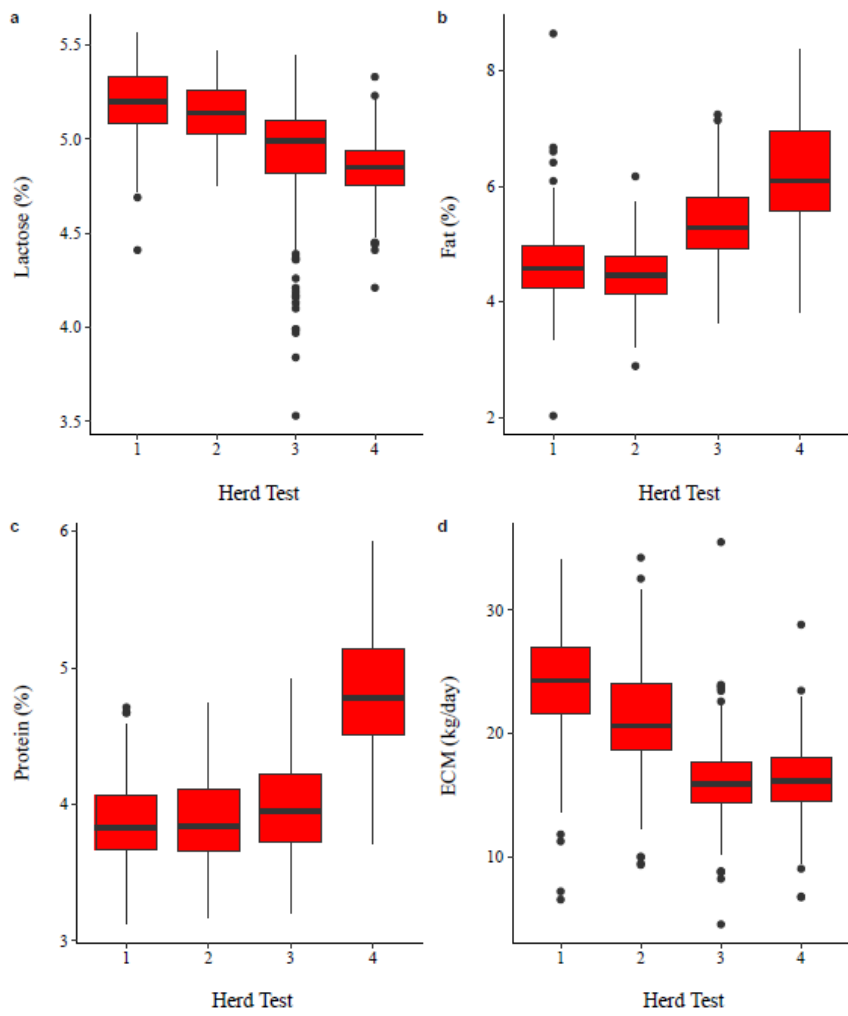 a
5.5
5.0
4.5
4.0
3.5
Lactose (%)
1 2 3 4
Herd Test
b
8
6
4
2
Fat (%)
1 2 3 4
Herd Test
c
6
5
4
3
Protein (%)
1 2 3 4
Herd Test
d
30
20
10
ECM (kg/day)
1 2 3 4
Herd Test